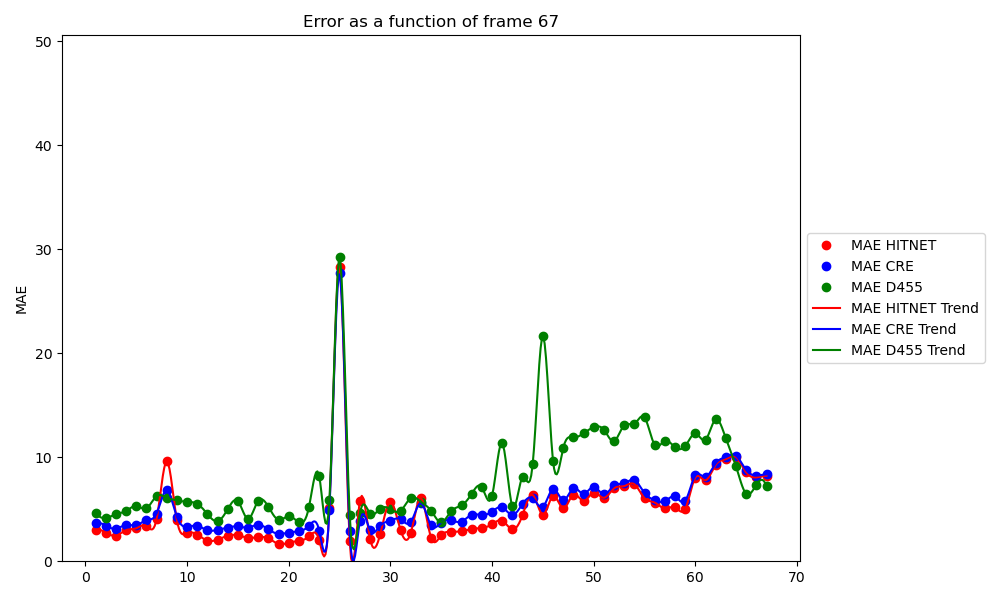 Error as a function of frame 67
50
40
30
20
10
0
MAE
0 10 20 30 40 50 60 70
MAE HITNET
MAE CRE
MAE D455
MAE HITNET Trend
MAE CRE Trend
MAE D455 Trend